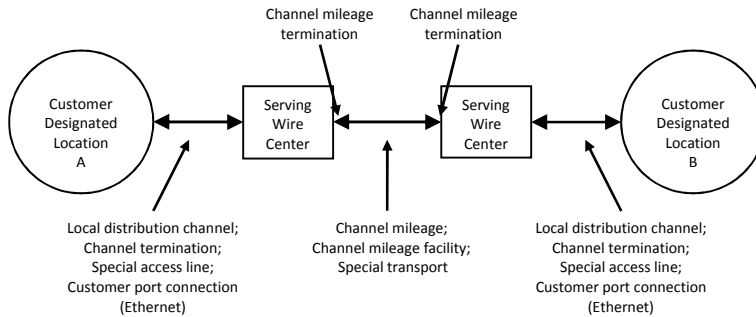 Channel mileage
termination
Channel mileage
termination
Customer
Designated
Location
A
Serving
Wire
Center
Serving
Wire
Center
Customer
Designated
Location
B
Local distribution channel;
Channel termination;
Special access line;
Customer port connection
(Ethernet)
Channel mileage;
Channel mileage facility;
Special transport
Local distribution channel;
Channel termination;
Special access line;
Customer port connection
(Ethernet)